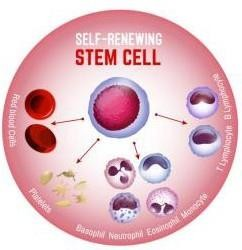 SELF-RENEWING
STEM CELL
Red blood Cells
Platelets
Basophil Neutrophil Eosinophil Monocyte
T Lymphocyte B Lymphocyte